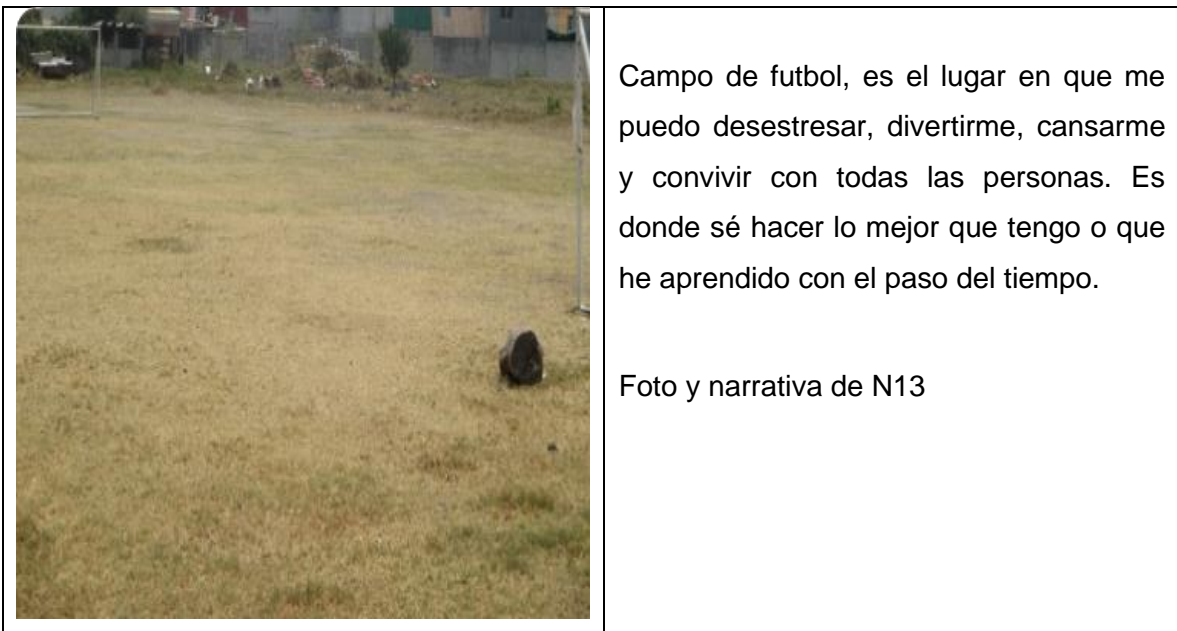 Campo de futbol, es el lugar en que me
puedo desestresar, divertirme, cansarme
y convivir con todas las personas. Es
donde sé hacer lo mejor que tengo o que
he aprendido con el paso del tiempo.
Foto y narrativa de N13